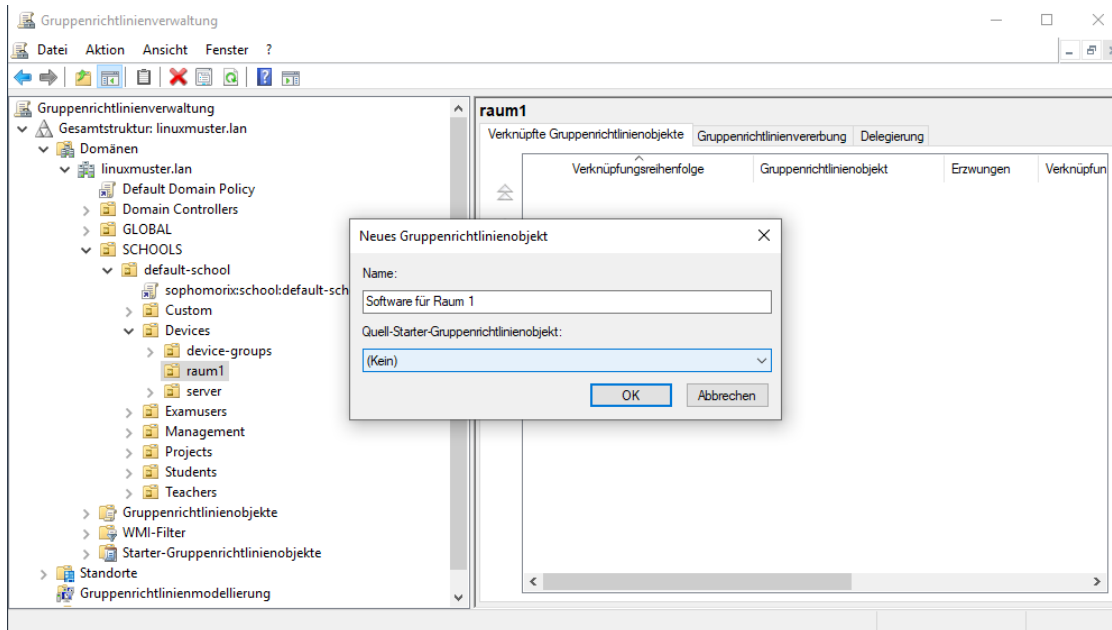 Gruppenrichtlinienverwaltung
Datei Aktion Ansicht Fenster ?
Gruppenrichtlinienverwaltung
Gesamtstruktur: linuxmuster.lan
Domänen
linuxmuster.lan
Default Domain Policy
Domain Controllers
GLOBAL
SCHOOLS
default-school
sophomorix:school:default-sch
Custom
Devices
device-groups
raum1
server
Examusers
Management
Projects
Students
Teachers
Gruppenrichtlinienobjekte
WMI-Filter
Starter-Gruppenrichtlinienobjekte
Standorte
Gruppenrichtlinienmodellierung
raum1
Verknüpfte Gruppenrichtlinienobjekte Gruppenrichtlinienvererbung Delegierung
Verknüpfungsreihenfolge Gruppenrichtlinienobjekt Erzwungen Verknüpfun
Neues Gruppenrichtlinienobjekt
Name:
Software für Raum 1
Quell-Starter-Gruppenrichtlinienobjekt:
(Kein)
OK Abbrechen